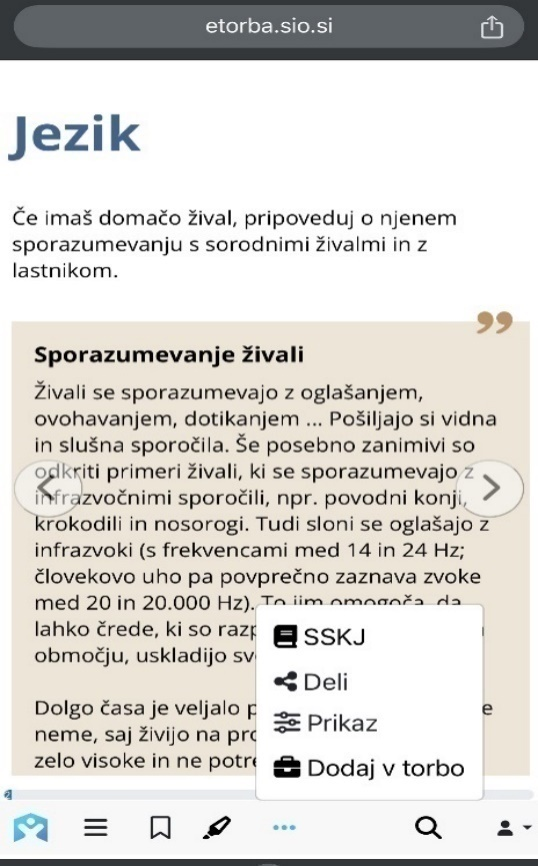 etorba.sio.si
Jezik
Če imaš domačo žival, pripoveduj o njenem
sporazumevanju s sorodnimi živalmi in z
lastnikom.
Sporazumevanje živali
Živali se sporazumevajo z oglašanjem,
ovohavanjem, dotikanjem ... Pošiljajo si vidna
in slušna sporočila. Še posebno zanimivi so
odkriti primeri živali, ki se sporazumevajo z
infrazvočnimi sporočili, npr. povodni konji,
krokodili in nosorogi. Tudi sloni se oglašajo z
infrazvoki (s frekvencami med 14 in 24 Hz;
človekovo uho pa povprečno zaznava zvoke
med 20 in 20.000 Hz). To jim omogoča, da
lahko črede, ki so
območju, uskladijo
Dolgo časa je veljalo
neme, saj živijo na
zelo visoke in ne
SSKJ
Deli
Prikaz
Dodaj v torbo